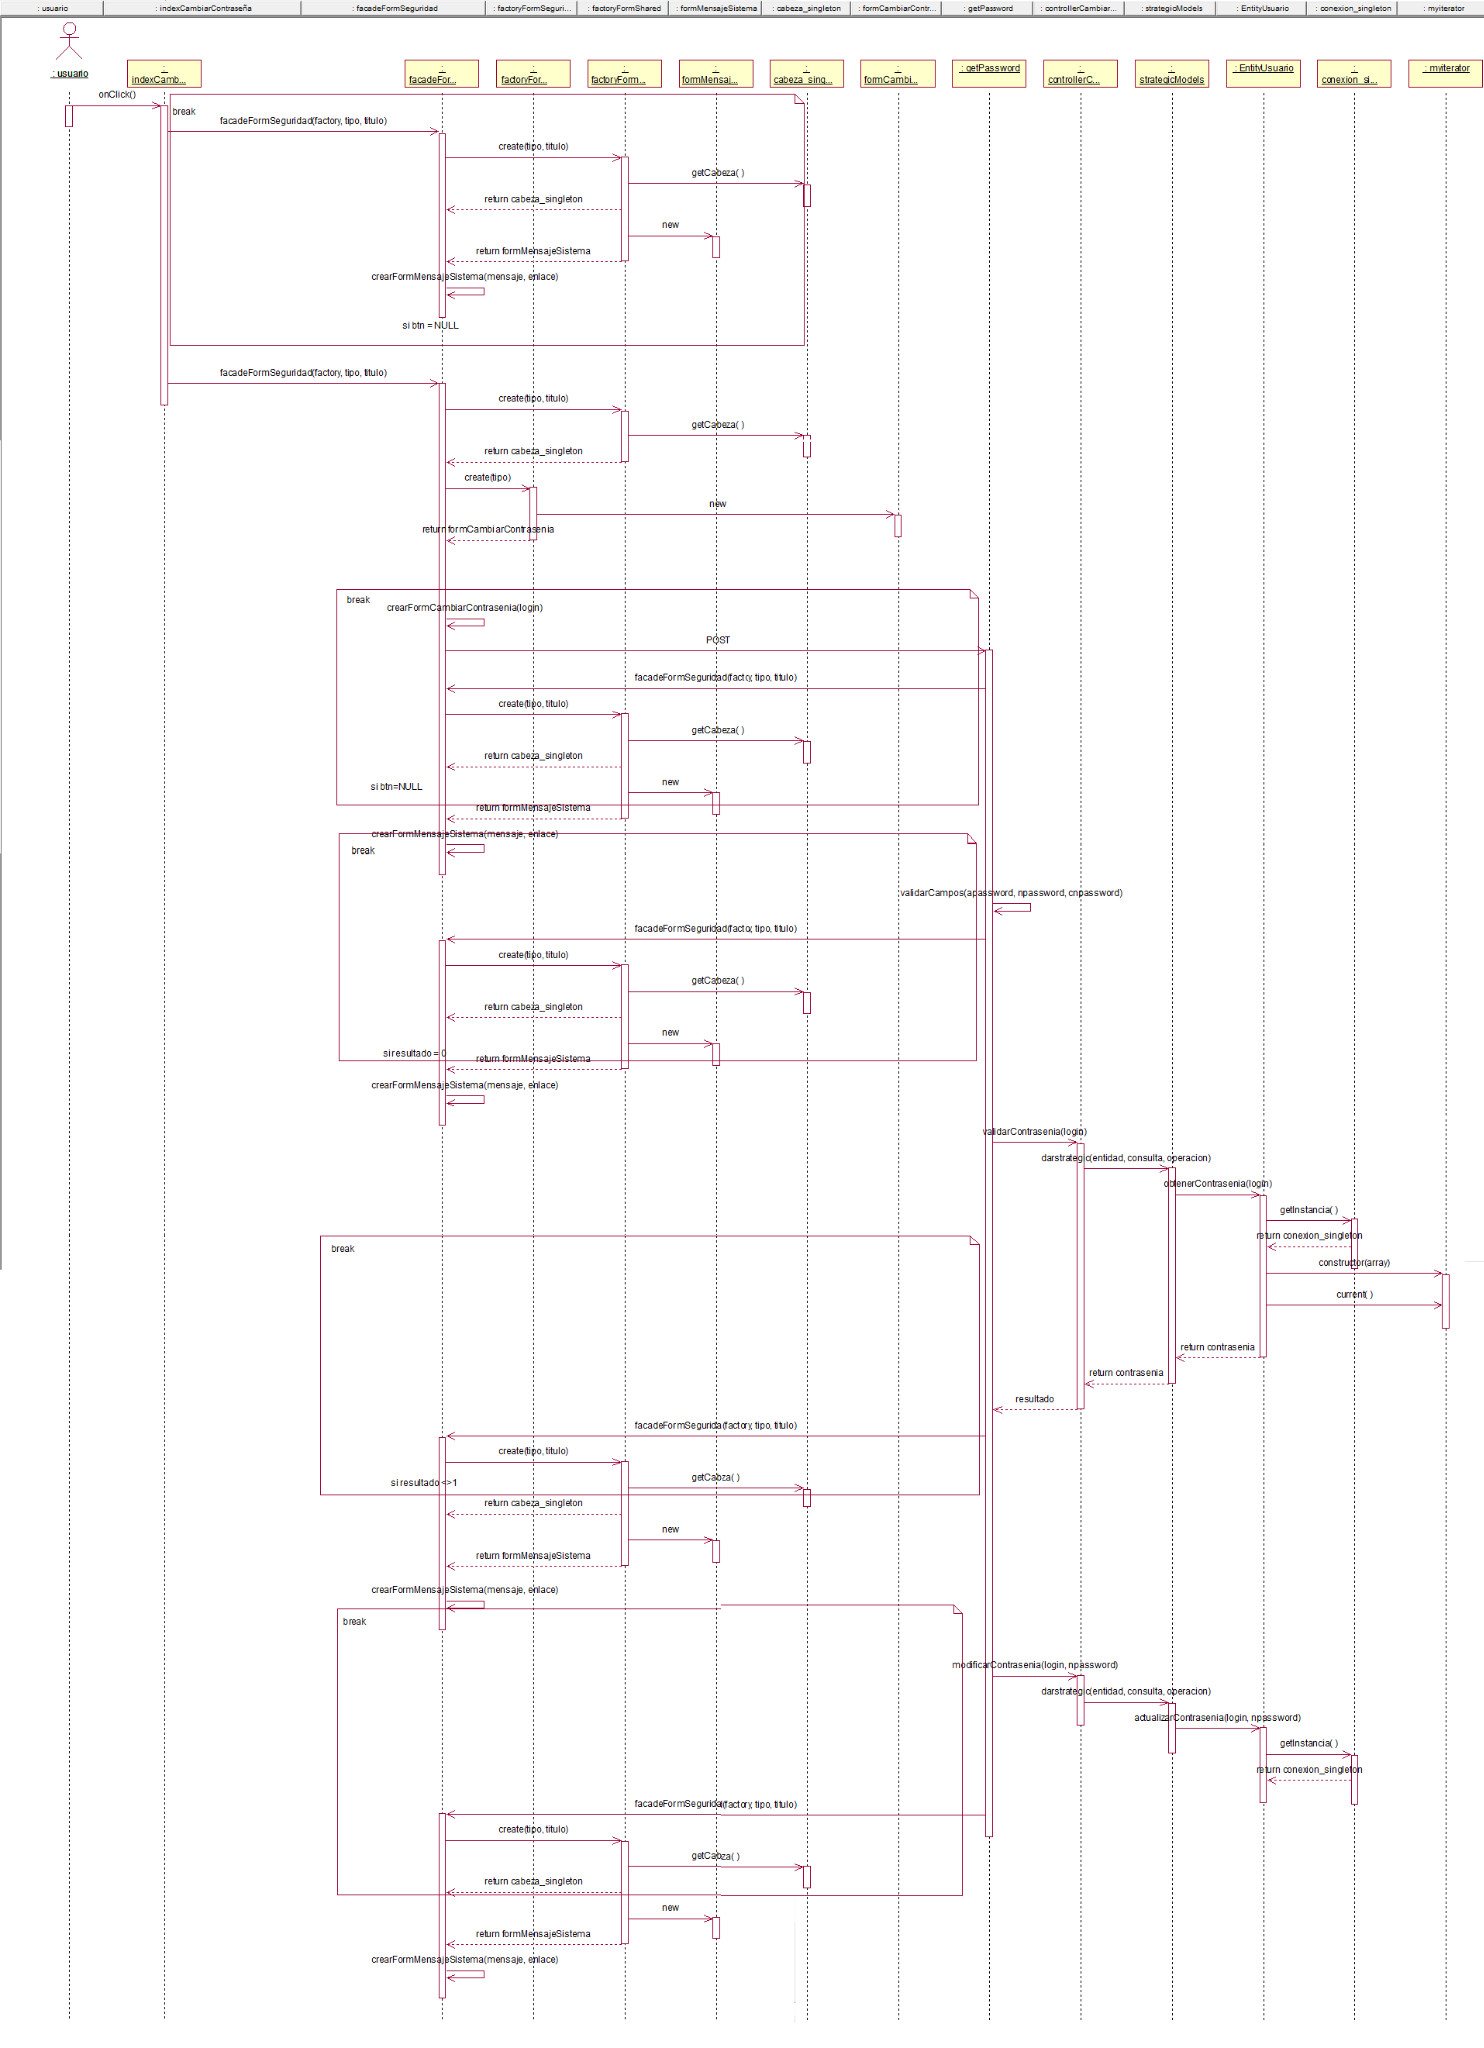 : usuario : indexCambiarContraseña : facadeFormSeguridad : factoryFormSeguri... : factoryFormShared : formMensajeSistema : cabeza_singleton : formCambiarContr... : getPassword : controllerCambiar... : strategicModels : EntityUsuario : conexion_singleton : myiterator
: usuario
:
indexCamb...
:
facadeFor...
:
factoryFor...
:
factoryForm...
:
formMensaj...
:
cabeza_sing...
:
formCambi...
: getPassword
:
controllerC...
:
strategicModels
: EntityUsuario
:
conexion_si...
: myiterator
onClick()
break
facadeFormSeguridad(factory, tipo, titulo)
create(tipo, titulo)
getCabeza( )
return cabeza_singleton
new
return formMensajeSistema
crearFormMensajeSistema(mensaje, enlace)
si btn = NULL
facadeFormSeguridad(factory, tipo, titulo)
create(tipo, titulo)
getCabeza( )
return cabeza_singleton
create(tipo)
new
return formCambiarContrasenia
break
crearFormCambiarContrasenia(login)
POST
facadeFormSeguridad(factory, tipo, titulo)
create(tipo, titulo)
getCabeza( )
return cabeza_singleton
new
si btn=NULL
return formMensajeSistema
crearFormMensajeSistema(mensaje, enlace)
break
validarCampos(apassword, npassword, cnpassword)
facadeFormSeguridad(factoy, tipo, titulo)
create(tipo, titulo)
getCabeza( )
return cabeza_singleton
new
si resultado = 0
return formMensajeSistema
crearFormMensajeSistema(mensaje, enlace)
validarContrasenia(login)
darstrategic(entidad, consulta, operacion)
obtenerContrasenia(login)
getInstancia( )
return conexion_singleton
break
constructor(array)
current( )
return contrasenia
return contrasenia
resultado
facadeFormSegurida(factory, tipo, titulo)
create(tipo, titulo)
getCabza( )
si resultado <>1
return cabeza_singleton
new
return formMensajeSistema
crearFormMensajeSistema(mensaje, enlace)
break
modificarContrasenia(login, npassword)
darstrategic(entidad, consulta, operacion)
actualizarContrasenia(login, npassword)
getInstancia( )
return conexion_singleton
facadeFormSegurida(factory, tipo, titulo)
create(tipo, titulo)
getCabza( )
return cabeza_singleton
new
return formMensajeSistema
crearFormMensajeSistema(mensaje, enlace)